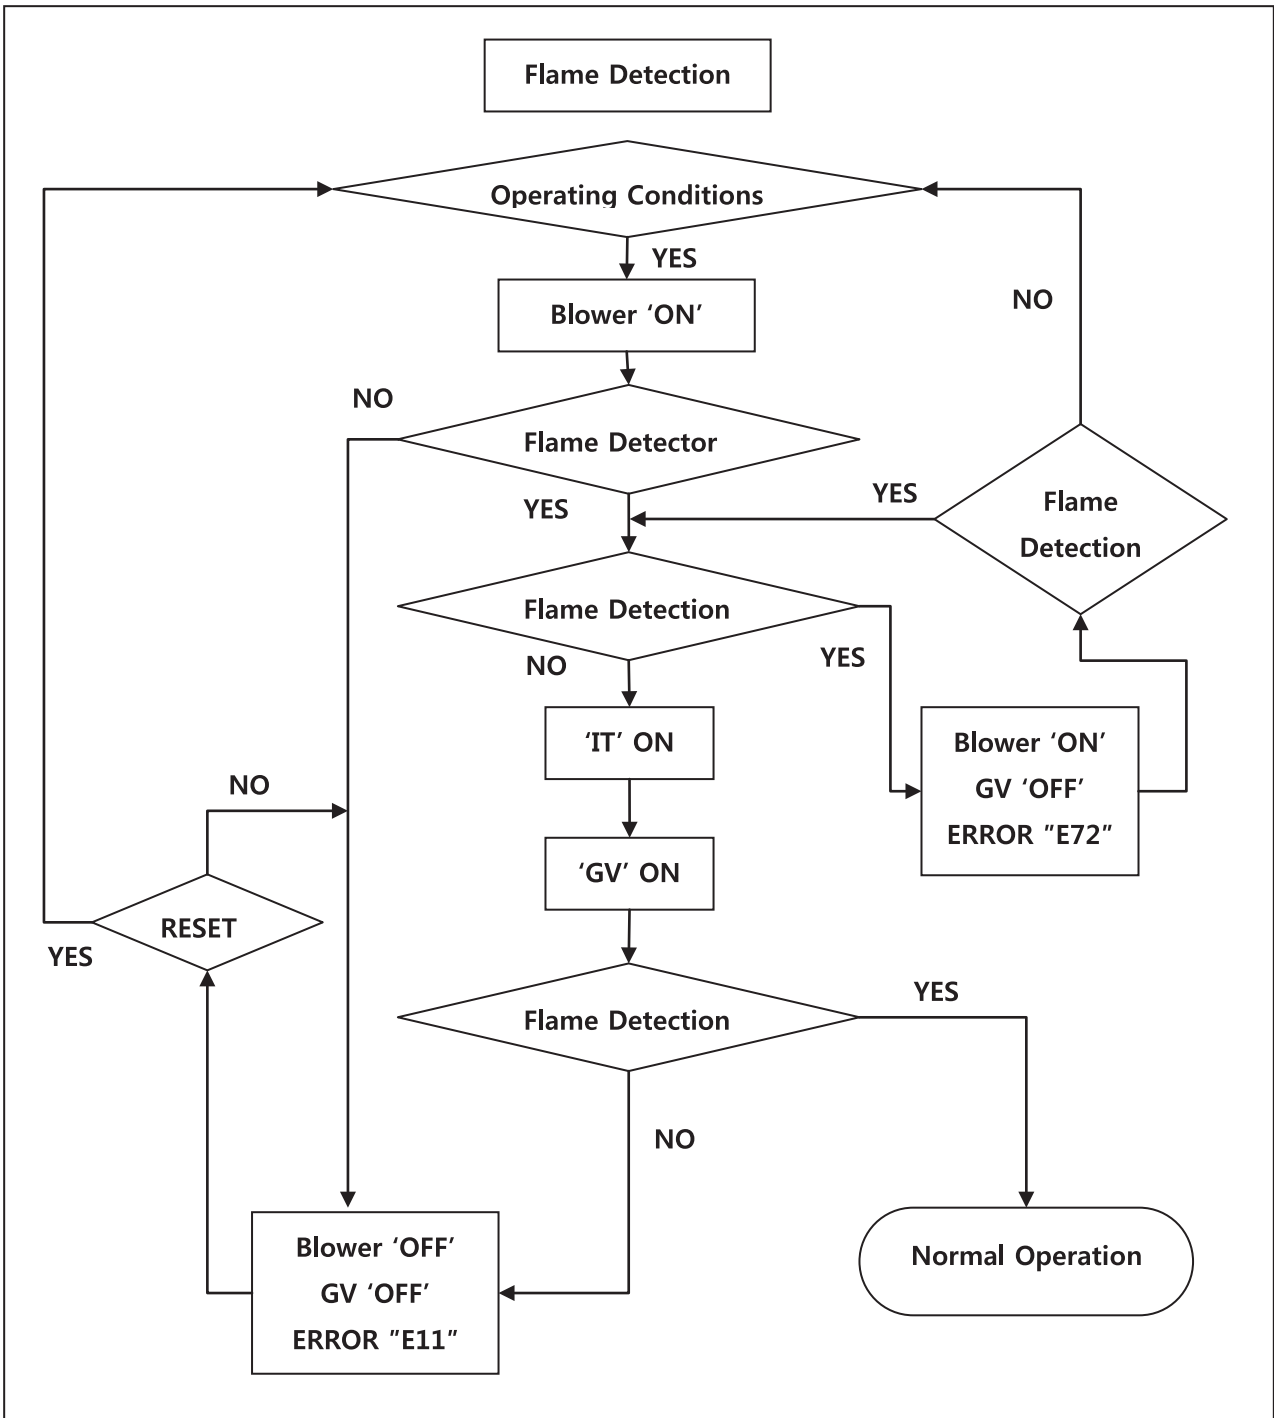 Flame Detection
Operating Conditions
YES
Blower ‘ON’
NO
NO
Flame Detector
YES
YES
Flame
Detection
Flame Detection
NO
YES
‘IT’ ON
Blower ‘ON’
GV ‘OFF’
ERROR ”E72”
NO
‘GV’ ON
RESET
YES
Flame Detection
YES
NO
Blower ‘OFF’
GV ‘OFF’
ERROR ”E11”
Normal Operation